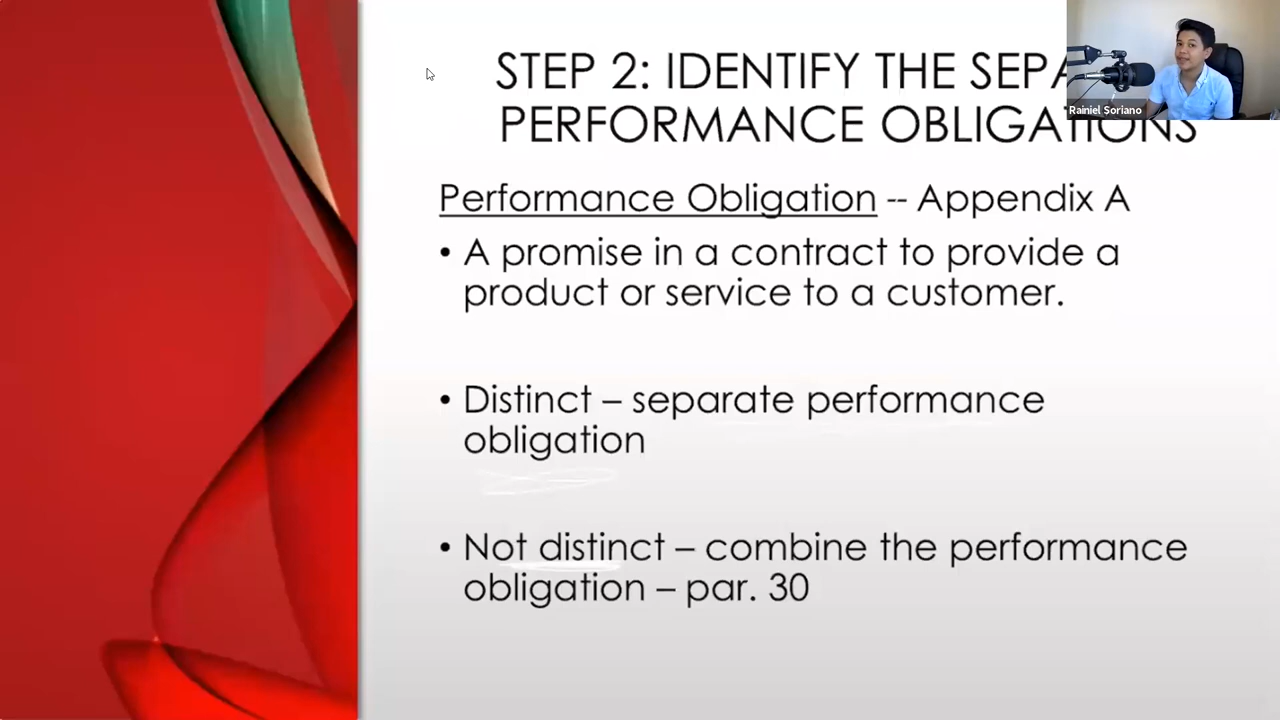 STEP 2: IDENTIFY THE SEPA
PERFORMANCE OBLIGATIONS
Rainiel Soriano
Performance Obligation -- Appendix A
• A promise in a contract to provide a
product or service to a customer.
• Distinct – separate performance
obligation
• Not distinct – combine the performance
obligation – par. 30